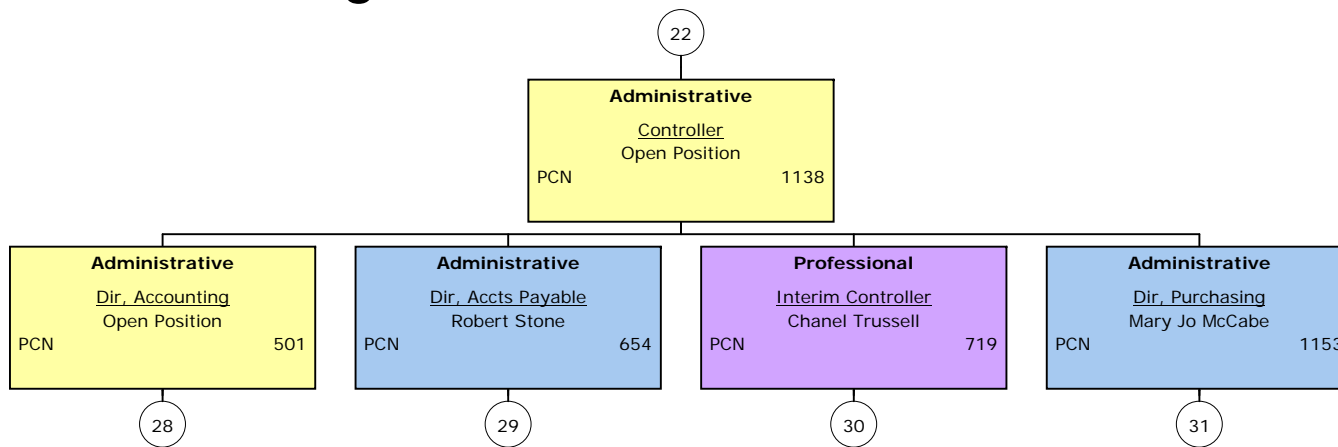 22
Administrative
Controller
Open Position
PCN 1138
Administrative
Dir, Accounting
Open Position
PCN 501
28
Administrative
Dir, Accts Payable
Robert Stone
PCN 654
29
Professional
Interim Controller
Chanel Trussell
PCN 719
30
Administrative
Dir, Purchasing
Mary Jo McCabe
PCN 1153
31